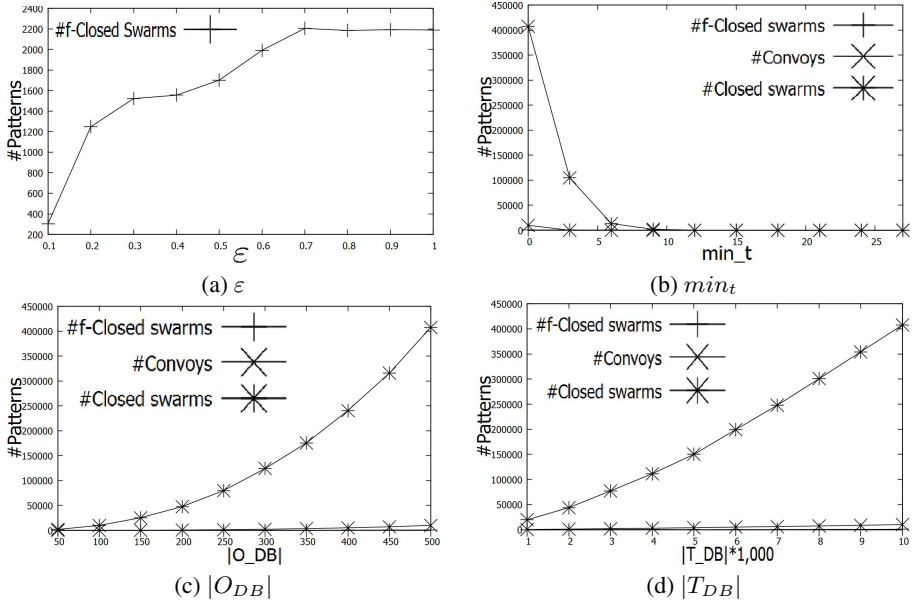 #f-Closed Swarms
#Patterns
2200
2000
1800
1600
1400
1200
1000
800
600
400
200
0.1 0.2 0.3 0.4 0.5 0.6 0.7 0.8 0.9 1
ε
(a) ε
#f-Closed swarms
#Convoys
#Closed swarms
#Patterns
450000
400000
350000
300000
250000
200000
150000
100000
50000
0
0 5 10 15 20 25
min_t
(b) min_t
#f-Closed swarms
#Convoys
#Closed swarms
#Patterns
450000
400000
350000
300000
250000
200000
150000
100000
50000
0
50 100 150 200 250 300 350 400 450 500
|O_DB|
(c) |O_DB|
#f-Closed swarms
#Convoys
#Closed swarms
#Patterns
450000
400000
350000
300000
250000
200000
150000
100000
50000
0
1 2 3 4 5 6 7 8 9 10
|T_DB|*1,000
(d) |T_DB|